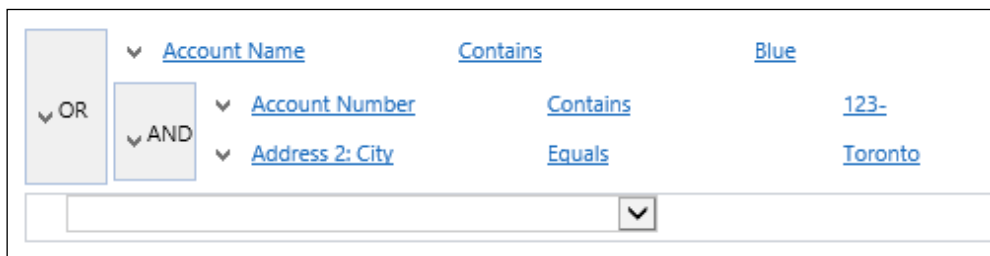 Account Name Contains Blue
OR
Account Number Contains 123-
AND
Address 2: City Equals Toronto